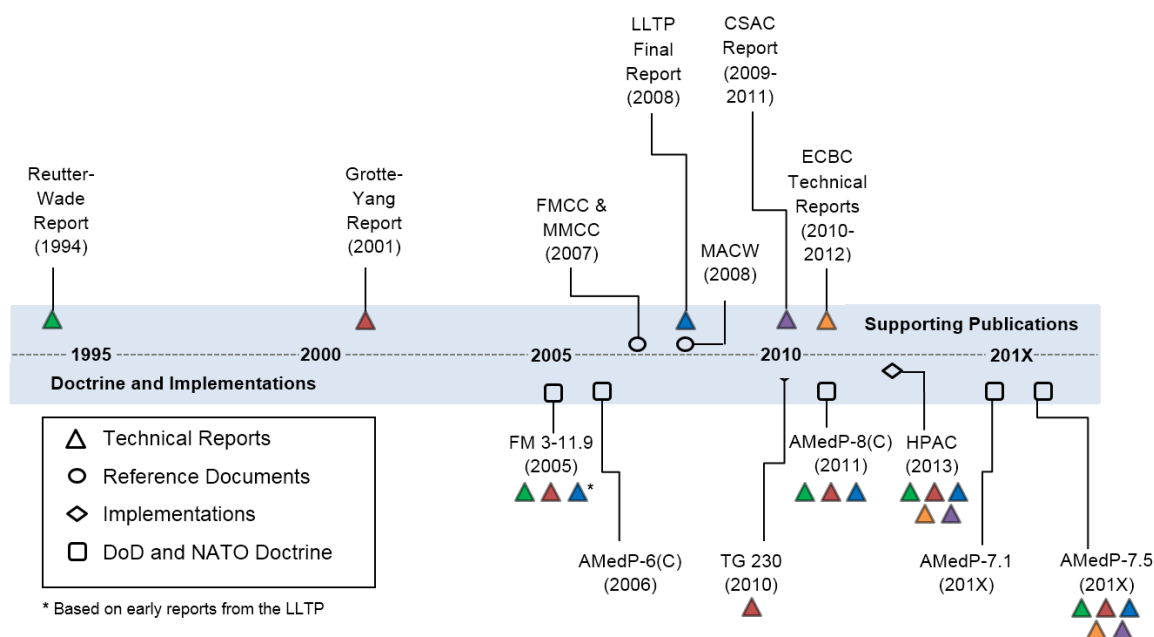 LLTP
Final
Report
(2008)
CSAC
Report
(2009-
2011)
Reutter-
Wade
Report
(1994)
Grotte-
Yang
Report
(2001)
FMCC &
MMCC
(2007)
MACW
(2008)
ECBC
Technical
Reports
(2010-
2012)
Supporting Publications
1995
2000
2005
2010
201X
Doctrine and Implementations
Technical Reports
Reference Documents
Implementations
DoD and NATO Doctrine
* Based on early reports from the LLTP
FM 3-11.9
(2005)
*
AMedP-6(C)
(2006)
TG 230
(2010)
AMedP-8(C)
(2011)
HPAC
(2013)
AMedP-7.1
(201X)
AMedP-7.5
(201X)